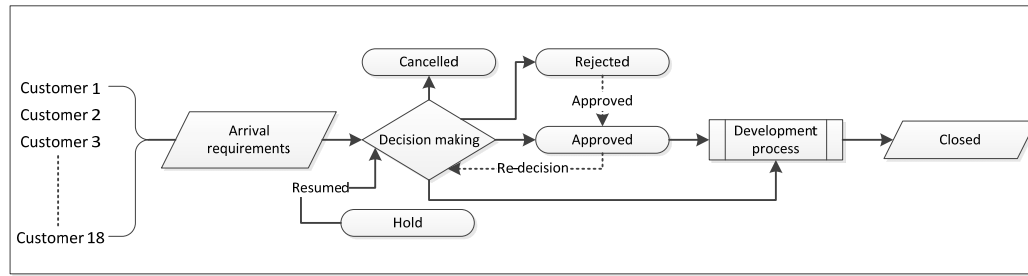 Customer 1
Customer 2
Customer 3
Customer 18
Arrival
requirements
Cancelled
Decision making
Resumed
Hold
Rejected
Approved
Approved
Re-decision
Development
process
Closed